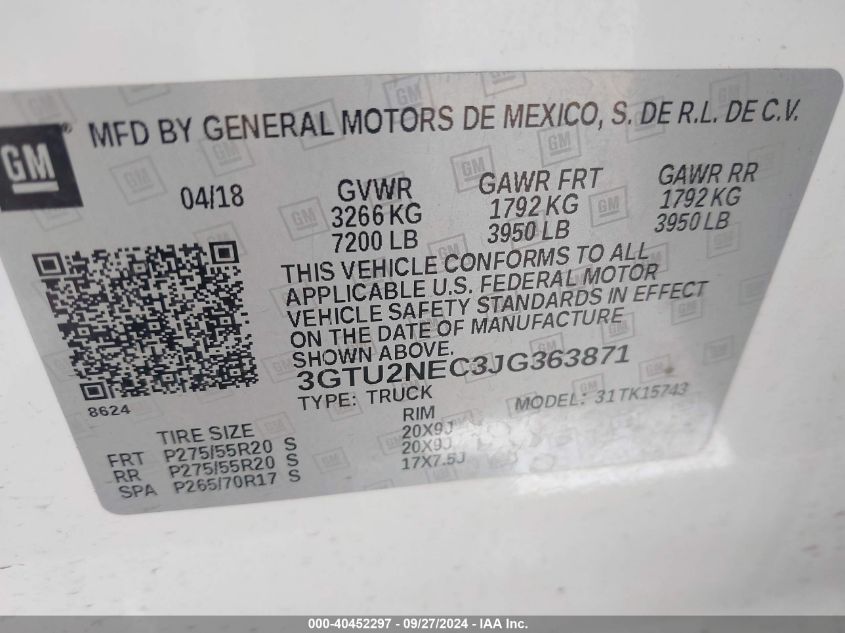 MFD BY GENERAL MOTORS DE MEXICO, S. DE R.L. DE C.V.
GM®
04/18
GVWR
3266 KG
7200 LB
GAWR FRT
1792 KG
3950 LB
GAWR RR
1792 KG
3950 LB
THIS VEHICLE CONFORMS TO ALL
APPLICABLE U.S. FEDERAL MOTOR
VEHICLE SAFETY STANDARDS IN EFFECT
ON THE DATE OF MANUFACTURE
SHOWN ABOVE.
3GTU2NEC3JG363871
8624
TYPE: TRUCK
MODEL: 31TK15743
TIRE SIZE
RIM
FRT P275/55R20 S 20X9J
RR P275/55R20 S 20X9J
SPA P265/70R17 S 17X7.5J
000-40452297 - 09/27/2024 - IAA Inc.